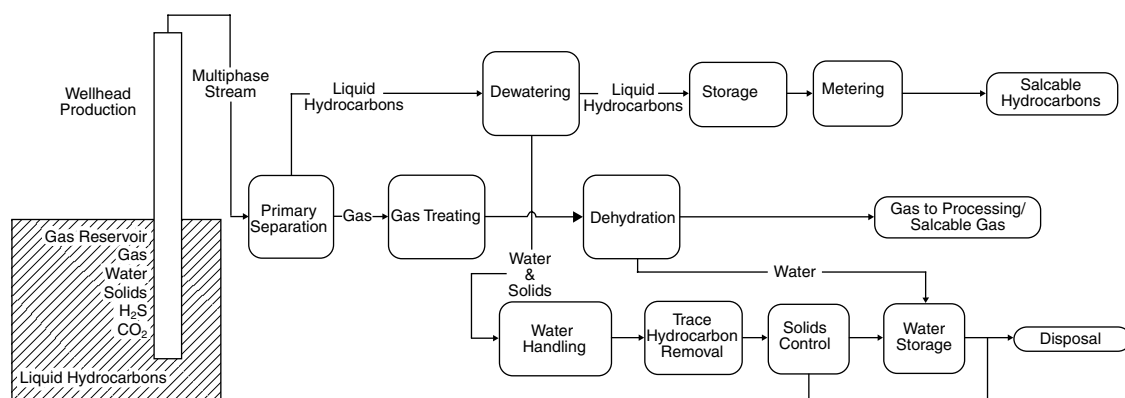 Wellhead
Production
Multiphase
Stream
Liquid
Hydrocarbons
Dewatering
Liquid
Hydrocarbons
Storage
Metering
Salcable
Hydrocarbons
Primary
Separation
Gas
Gas Treating
Dehydration
Gas to Processing/
Salcable Gas
Gas Reservoir
Gas
Water
Solids
H₂S
CO₂
Liquid Hydrocarbons
Water
&
Solids
Water
Water
Handling
Trace
Hydrocarbon
Removal
Solids
Control
Water
Storage
Disposal